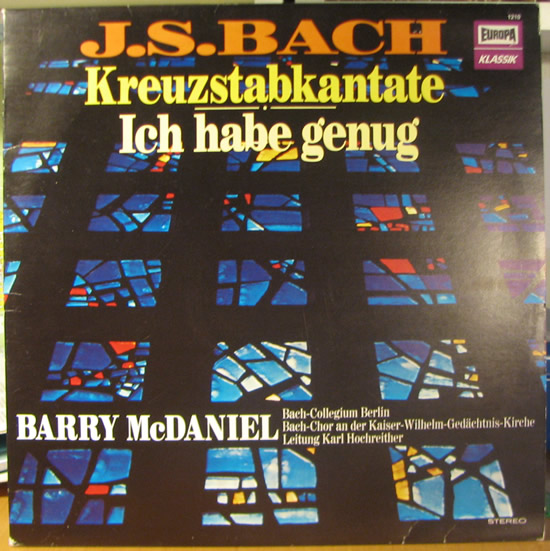 1210
EUROPA
KLASSIK
J.S.BACH
Kreuzstabkantate
Ich habe genug
BARRY McDANIEL
Bach-Collegium Berlin
Bach-Chor an der Kaiser-Wilhelm-Gedächtnis-Kirche
Leitung Karl Hochreither
STEREO